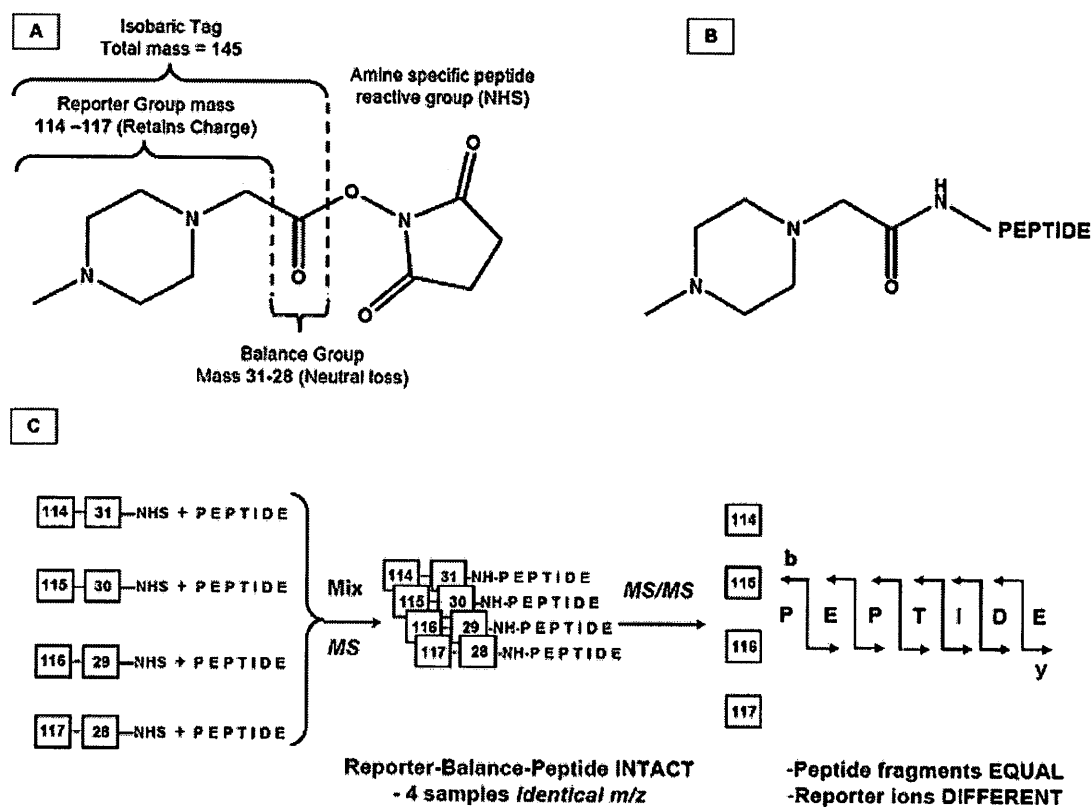 A
Isobaric Tag
Total mass = 145
Reporter Group mass
114 –117 (Retains Charge)
Amine specific peptide
reactive group (NHS)
N
N
O
O
N
O
O
Balance Group
Mass 31-28 (Neutral loss)
B
N
N
O
H
N
PEPTIDE
C
114 31 NHS + PEPTIDE
115 30 NHS + PEPTIDE
116 29 NHS + PEPTIDE
117 28 NHS + PEPTIDE
Mix
MS
114 31 -NH-PEPTIDE
115 30 -NH-PEPTIDE
116 29 -NH-PEPTIDE
117 28 -NH-PEPTIDE
MS/MS
114
115
116
117
b
P E P T I D E
y
Reporter-Balance-Peptide INTACT
- 4 samples Identical m/z
-Peptide fragments EQUAL
-Reporter ions DIFFERENT